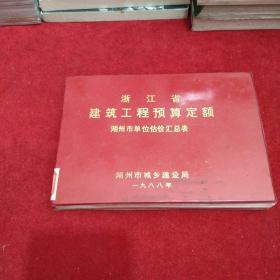 浙江省
建筑工程预算定额
湖州市单位估价汇总表
湖州市城乡建设局
一九八八年